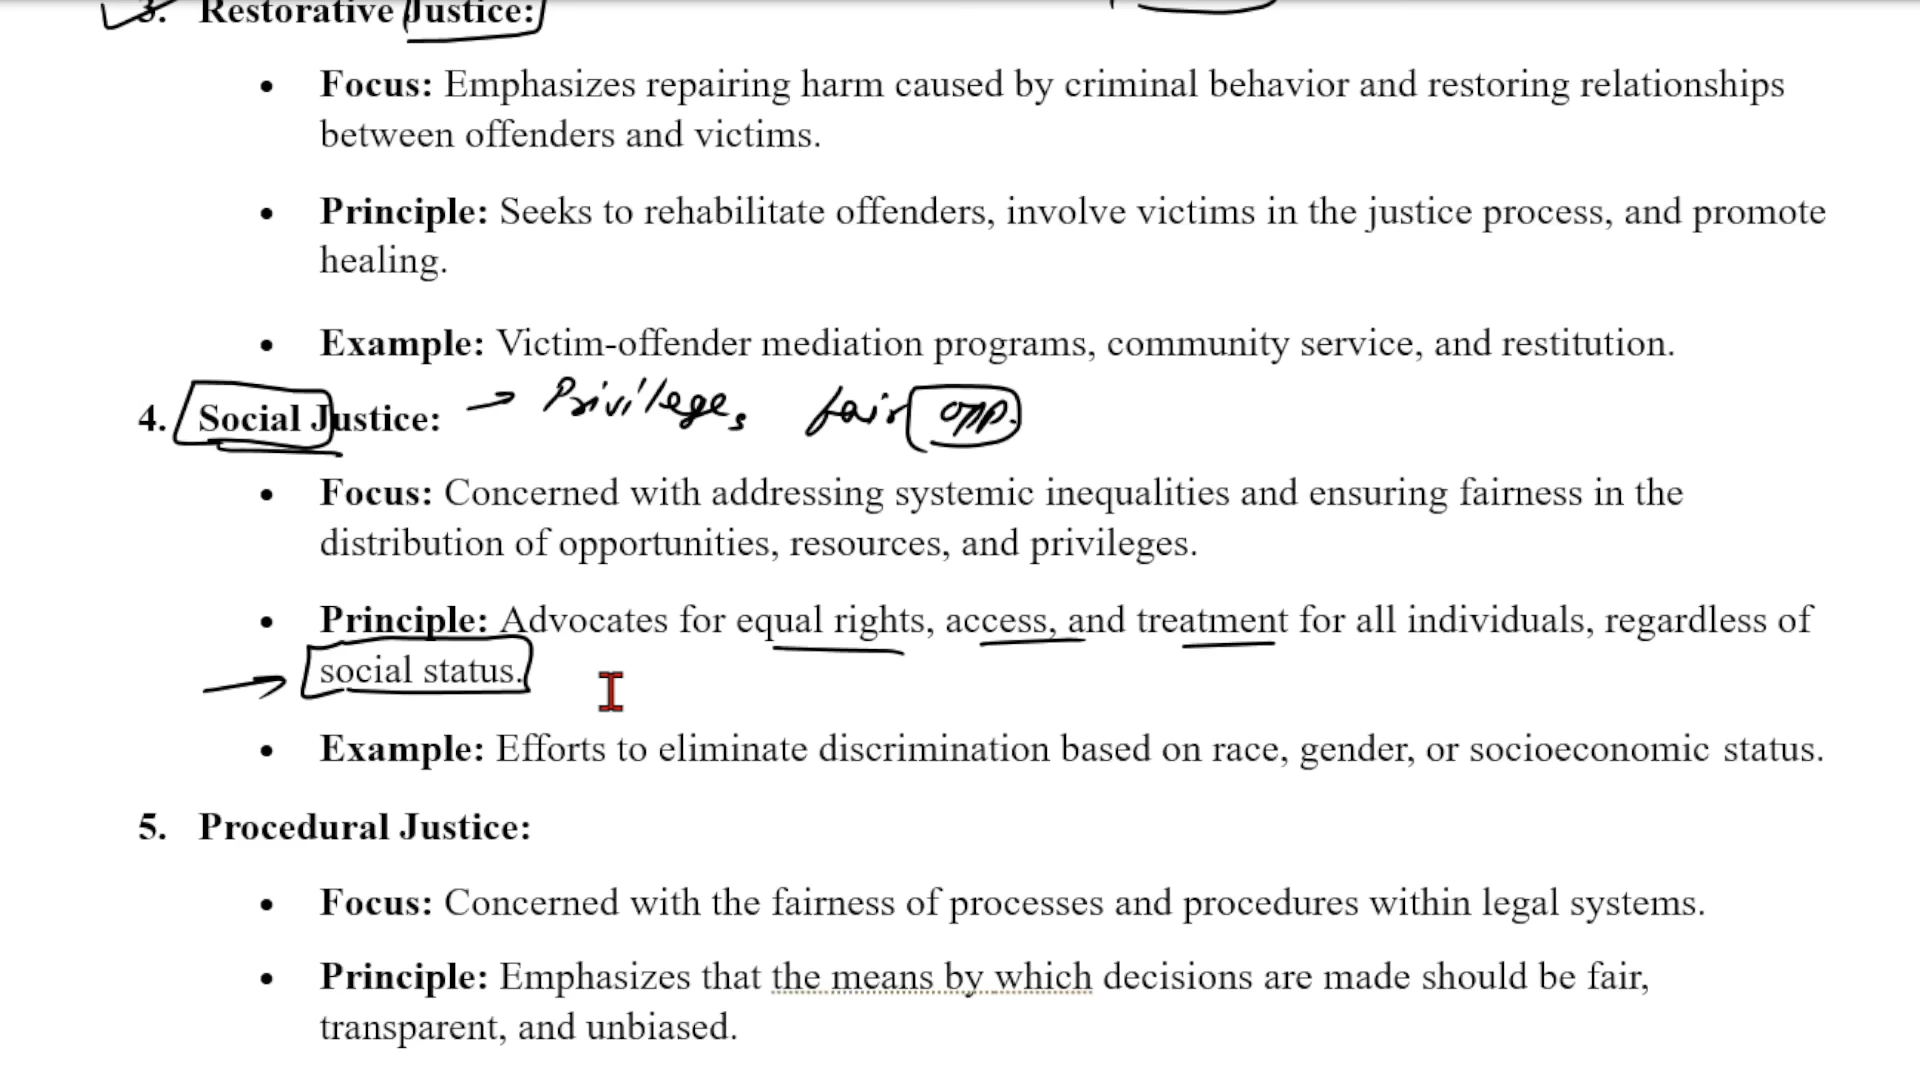 3. Restorative Justice:
• Focus: Emphasizes repairing harm caused by criminal behavior and restoring relationships
between offenders and victims.
• Principle: Seeks to rehabilitate offenders, involve victims in the justice process, and promote
healing.
• Example: Victim-offender mediation programs, community service, and restitution.
4. Social Justice: → Privileges fair opp.
• Focus: Concerned with addressing systemic inequalities and ensuring fairness in the
distribution of opportunities, resources, and privileges.
• Principle: Advocates for equal rights, access, and treatment for all individuals, regardless of
social status.
• Example: Efforts to eliminate discrimination based on race, gender, or socioeconomic status.
5. Procedural Justice:
• Focus: Concerned with the fairness of processes and procedures within legal systems.
• Principle: Emphasizes that the means by which decisions are made should be fair,
transparent, and unbiased.